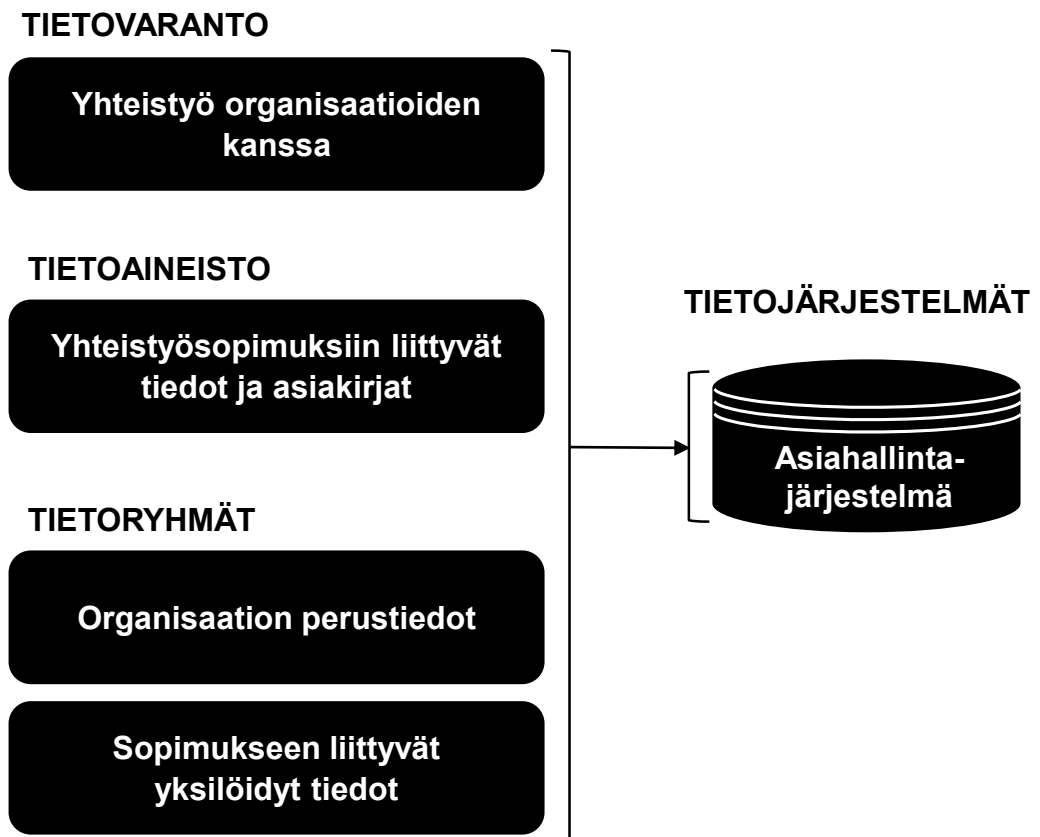 TIETOVARANTO
Yhteistyö organisaatioiden
kanssa
TIETOAINEISTO
Yhteistyösopimuksiin liittyvät
tiedot ja asiakirjat
TIETORYHMÄT
Organisaation perustiedot
Sopimukseen liittyvät
yksilöidyt tiedot
TIETOJÄRJESTELMÄT
Asiahallinta-
järjestelmä